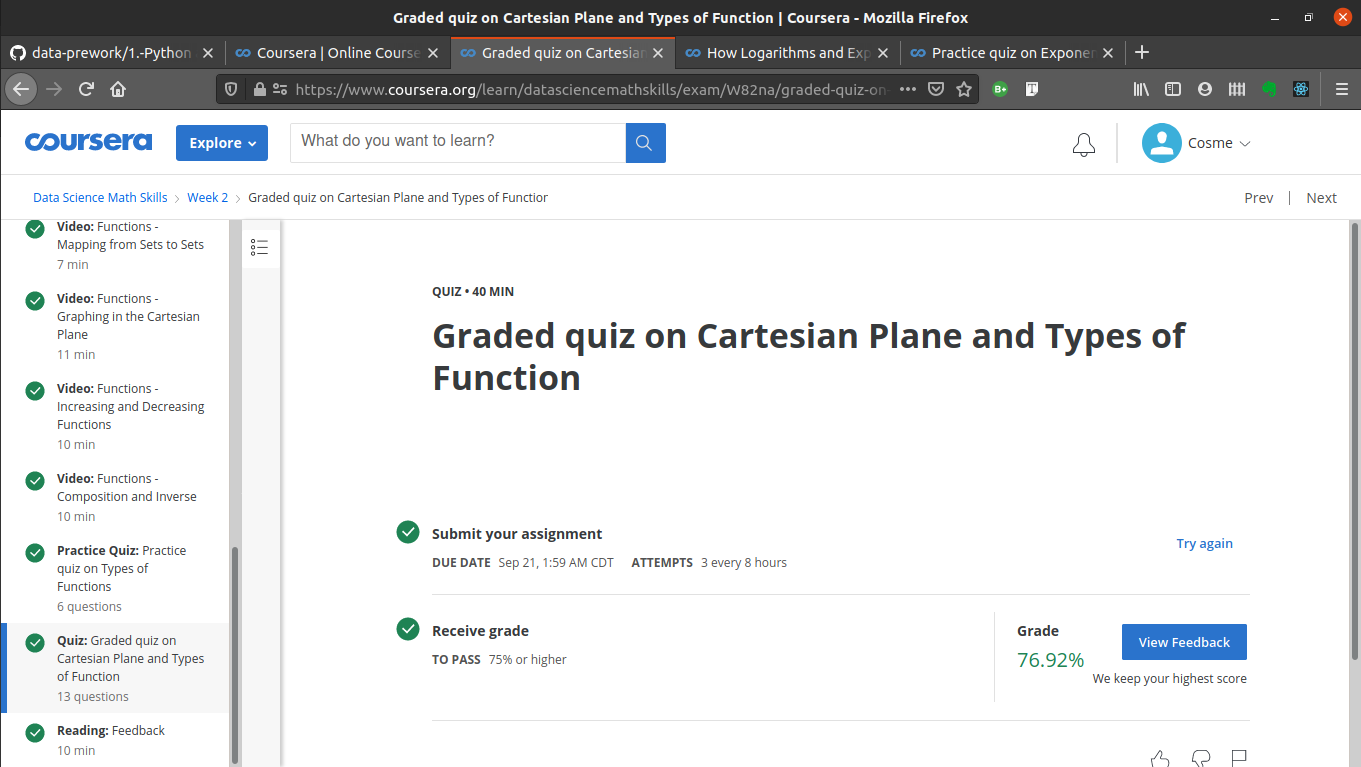 Graded quiz on Cartesian Plane and Types of Function | Coursera - Mozilla Firefox
data-prework/1.-Python
Coursera | Online Course
Graded quiz on Cartesian
How Logarithms and Exp
Practice quiz on Exponen
https://www.coursera.org/learn/datasciencemathskills/exam/W82na/graded-quiz-on-
coursera
Explore
What do you want to learn?
Cosme
Data Science Math Skills > Week 2 > Graded quiz on Cartesian Plane and Types of Function
Prev | Next
Video: Functions -
Mapping from Sets to Sets
7 min
Video: Functions -
Graphing in the Cartesian
Plane
11 min
Video: Functions -
Increasing and Decreasing
Functions
10 min
Video: Functions -
Composition and Inverse
10 min
Practice Quiz: Practice
quiz on Types of
Functions
6 questions
Quiz: Graded quiz on
Cartesian Plane and Types
of Function
13 questions
Reading: Feedback
10 min
QUIZ • 40 MIN
Graded quiz on Cartesian Plane and Types of
Function
Submit your assignment
DUE DATE Sep 21, 1:59 AM CDT ATTEMPTS 3 every 8 hours
Try again
Receive grade
TO PASS 75% or higher
Grade
76.92%
View Feedback
We keep your highest score